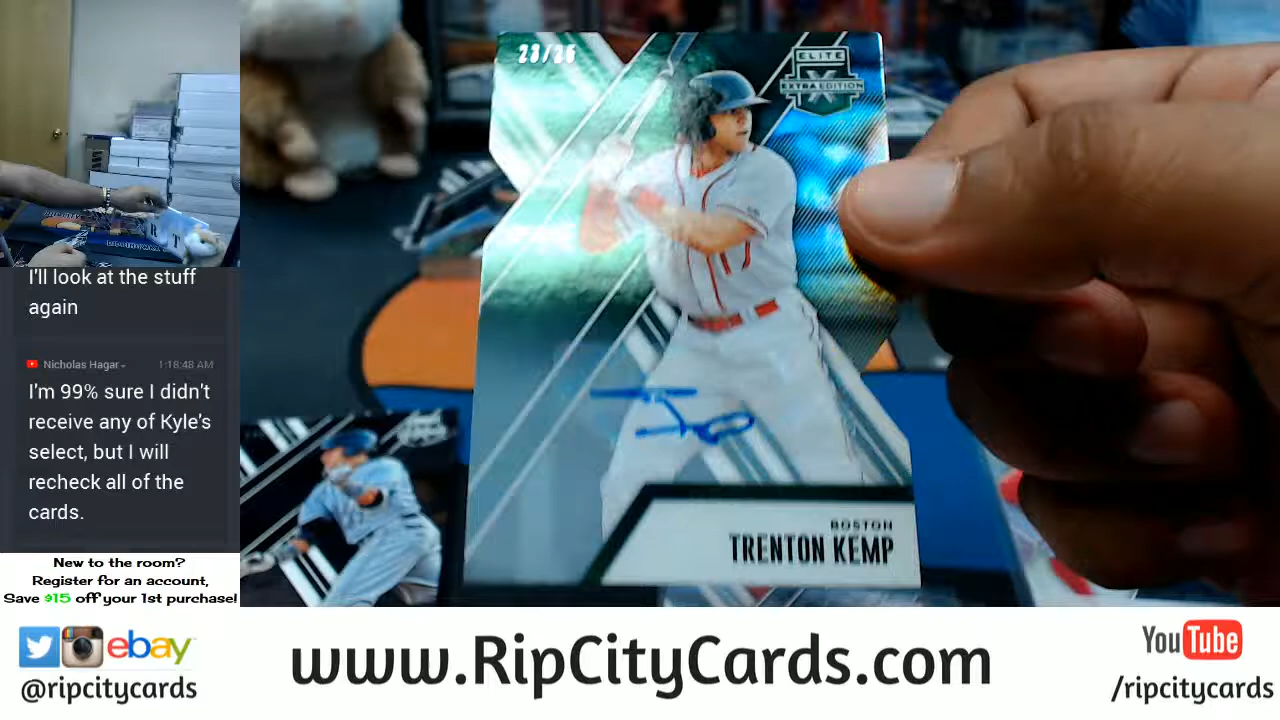 I'll look at the stuff
again
Nicholas Hagar
1:18:48 AM
I'm 99% sure I didn't
receive any of Kyle's
select, but I will
recheck all of the
cards.
New to the room?
Register for an account,
Save $15 off your 1st purchase!
23/25
ELITE
EXTRA EDITION
BOSTON
TRENTON KEMP
ebay
@ripcitycards
www.RipCityCards.com
YouTube
/ripcitycards